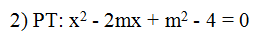 2) PT: x² - 2mx + m² - 4 = 0